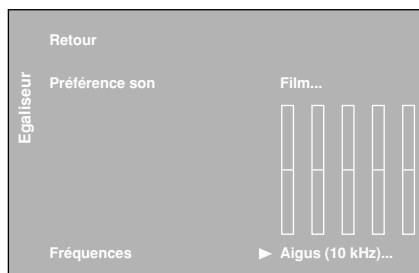 Egaliseur
Retour
Préférence son Film...
Fréquences ▶ Aigus (10 kHz)...